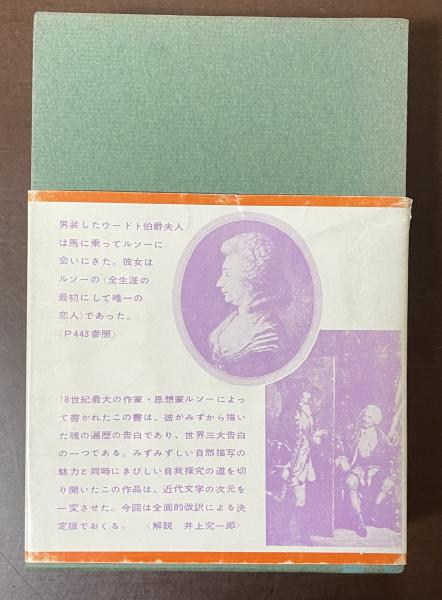 男装したウードト伯爵夫人
は馬に乗ってルソーに
会いにきた。彼女は
ルソーの〈全生涯の
最初にして唯一の
恋人〉であった。
〈P443参照〉
18世紀最大の作家・思想家ルソーによっ
て書かれたこの書は、彼がみずから描い
た魂の遍歴の告白であり、世界三大告白
の一つである。みずみずしい自然描写の
魅力と同時にきびしい自我探究の道を切
り開いたこの作品は、近代文学の次元を
一変させた。今回は全面的改訳による決
定版でおくる。 〈解説 井上究一郎〉